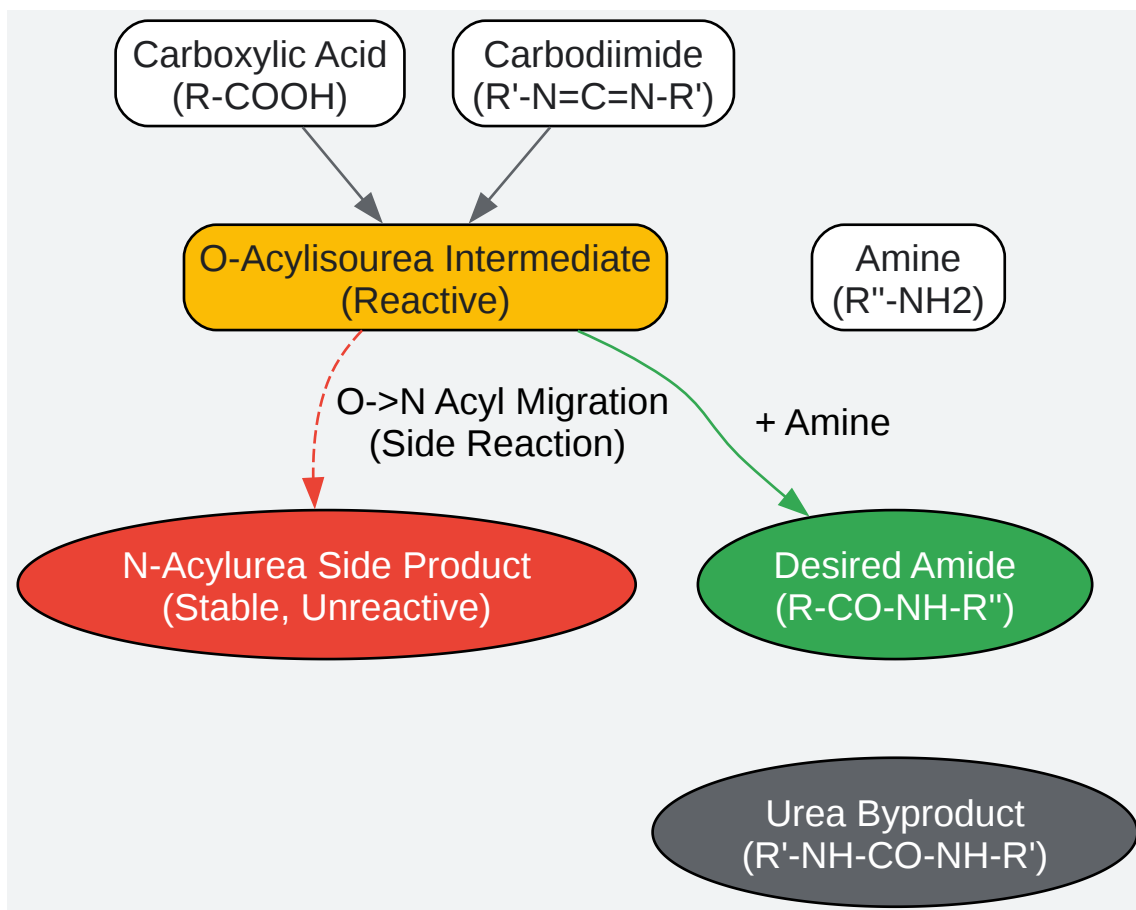 Carboxylic Acid
(R-COOH)
Carbodiimide
(R'-N=C=N-R')
O-Acylisourea Intermediate
(Reactive)
Amine
(R''-NH2)
O->N Acyl Migration
(Side Reaction)
+ Amine
N-Acylurea Side Product
(Stable, Unreactive)
Desired Amide
(R-CO-NH-R'')
Urea Byproduct
(R'-NH-CO-NH-R')